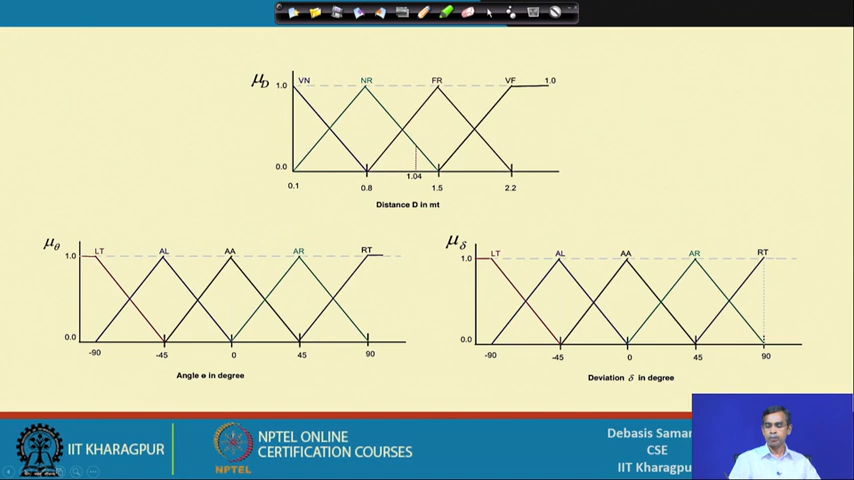 μD 1.0 VN NR FR VF 1.0
0.0
1.04
0.1 0.8 1.5 2.2
Distance D in mt
μθ 1.0 LT AL AA AR RT
0.0
-90 -45 0 45 90
Angle ɵ in degree
μδ 1.0 LT AL AA AR RT
0.0
-90 -45 0 45 90
Deviation δ in degree
IIT KHARAGPUR
NPTEL
NPTEL ONLINE
CERTIFICATION COURSES
Debasis Saman
CSE
IIT Kharagpu